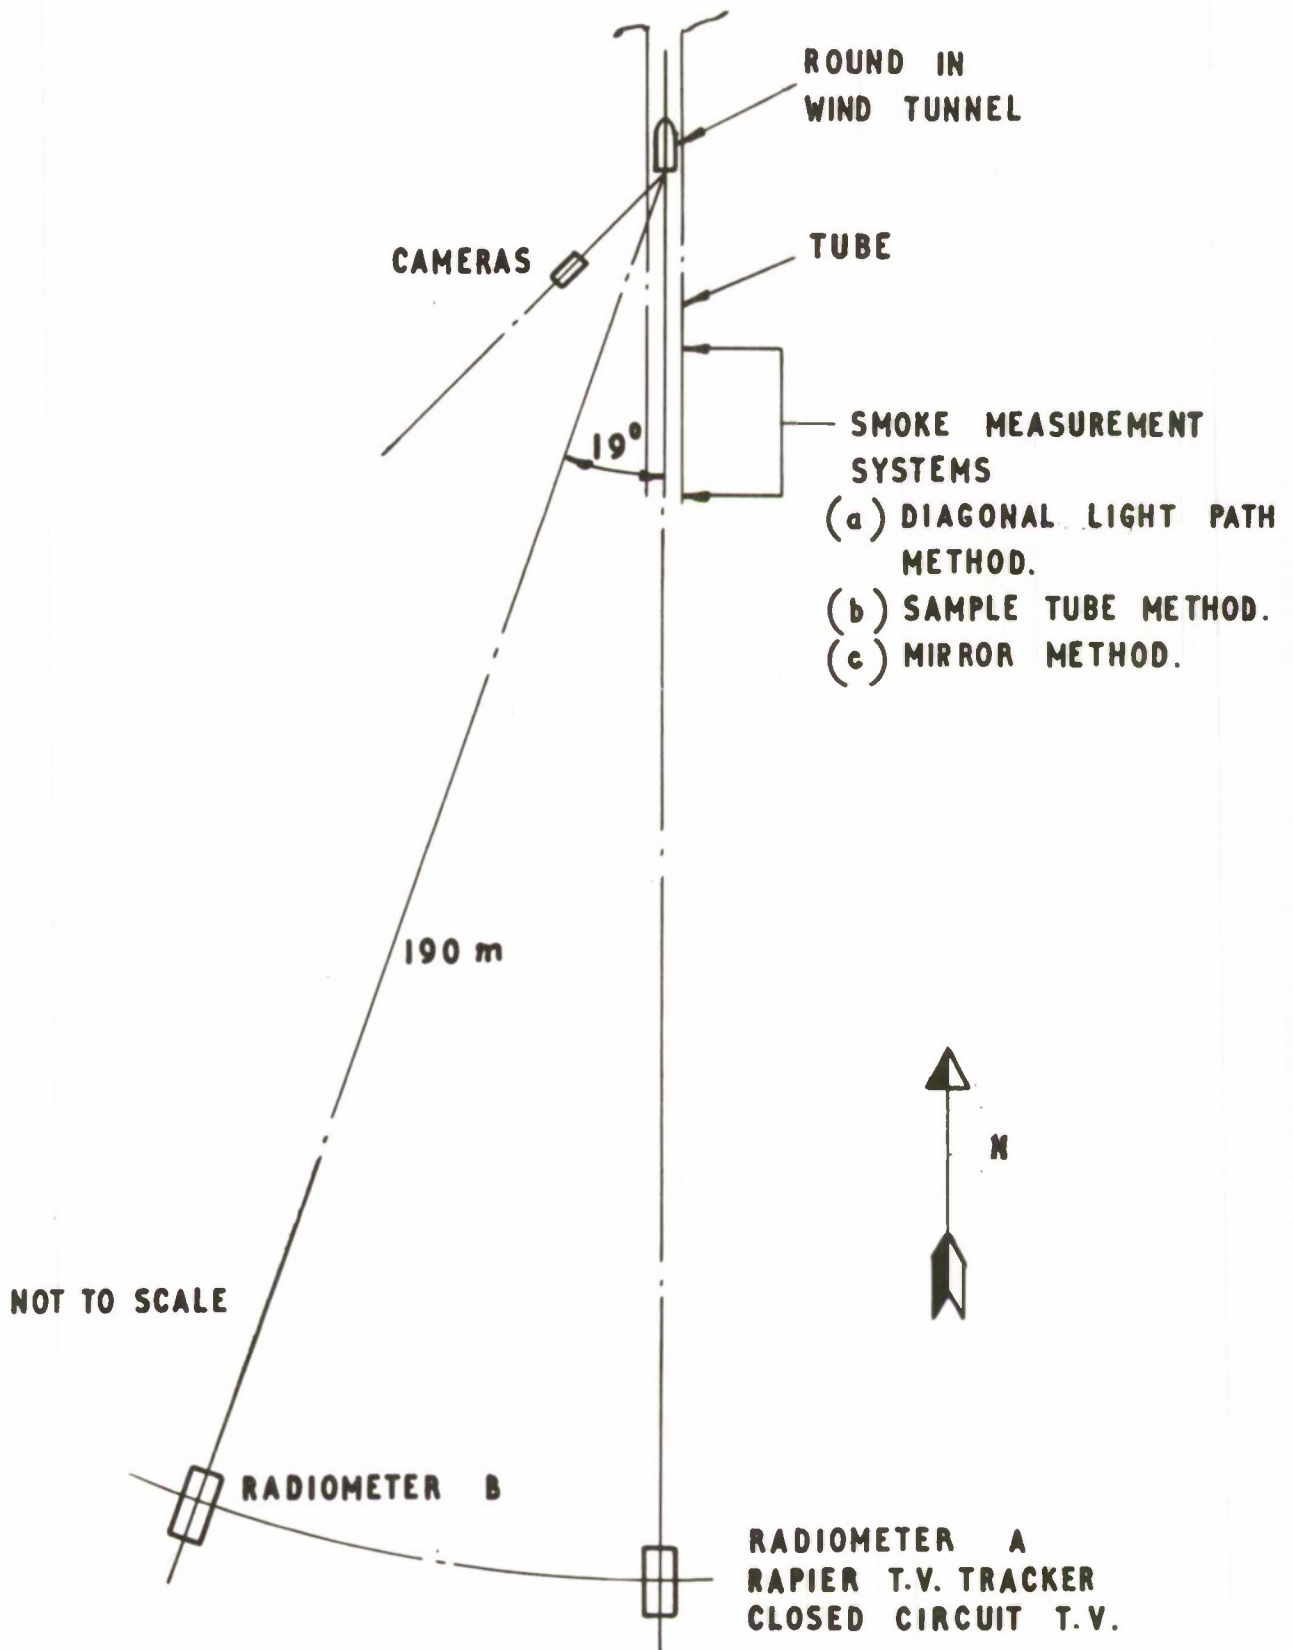 ROUND IN
WIND TUNNEL
CAMERAS
TUBE
19°
SMOKE MEASUREMENT
SYSTEMS
(a) DIAGONAL LIGHT PATH
METHOD.
(b) SAMPLE TUBE METHOD.
(c) MIRROR METHOD.
190 m
N
NOT TO SCALE
RADIOMETER B
RADIOMETER A
RAPIER T.V. TRACKER
CLOSED CIRCUIT T.V.